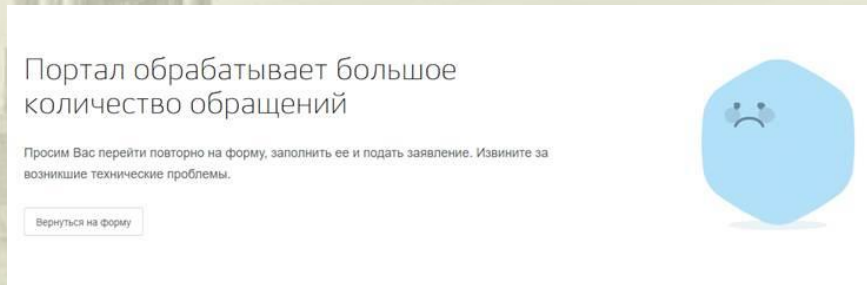 Портал обрабатывает большое
количество обращений
Просим Вас перейти повторно на форму, заполнить ее и подать заявление. Извините за
возникшие технические проблемы.
Вернуться на форму